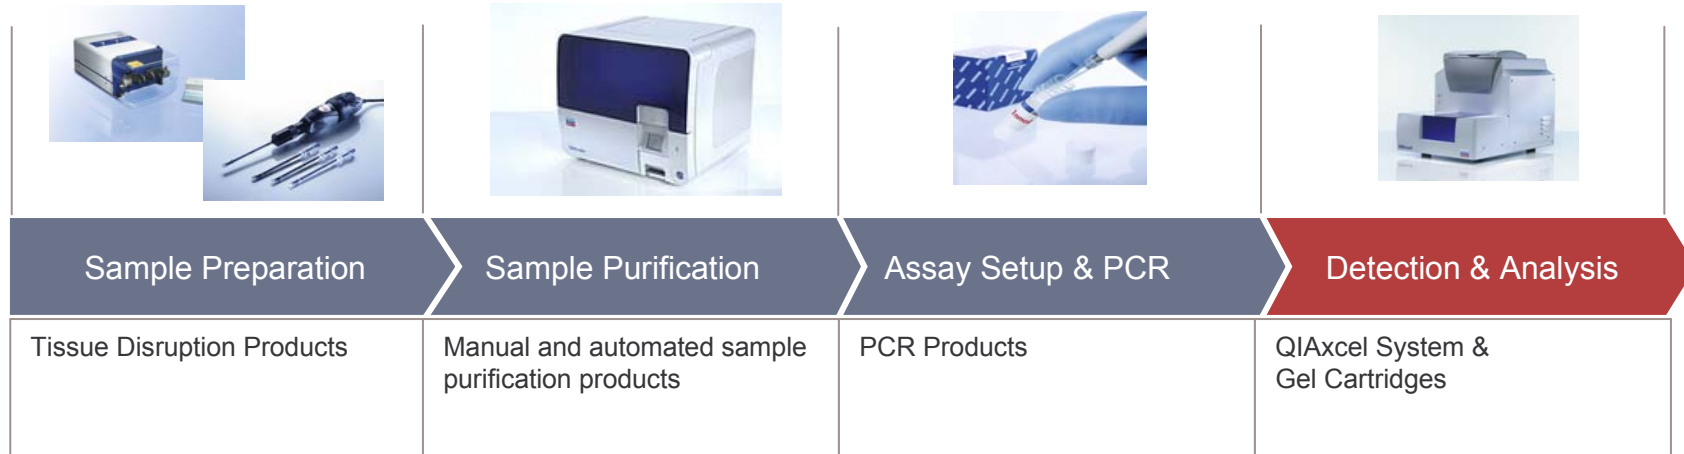 Sample Preparation
Sample Purification
Assay Setup & PCR
Detection & Analysis
Tissue Disruption Products
Manual and automated sample
purification products
PCR Products
QIAxcel System &
Gel Cartridges